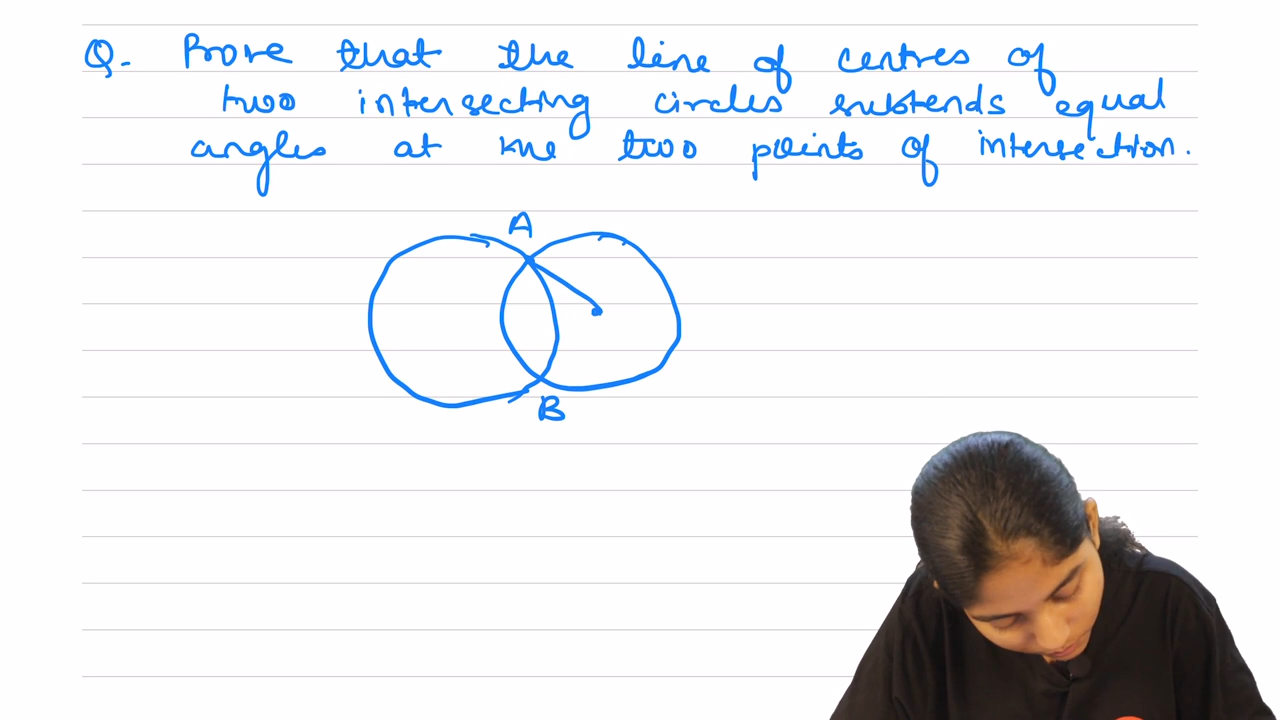 Q. Prove that the line of centres of
two intersecting circles subtends equal
angles at the two points of intersection.
A
B